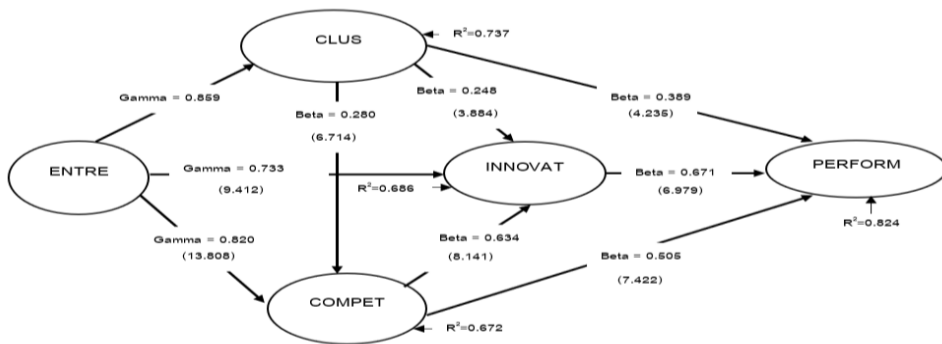 CLUS
R²=0.737
Gamma = 0.859
Beta = 0.280
(6.714)
Beta = 0.248
(3.884)
Beta = 0.389
(4.235)
ENTRE
Gamma = 0.733
(9.412)
R²=0.686
INNOVAT
Beta = 0.671
(6.979)
PERFORM
R²=0.824
Gamma = 0.820
(13.808)
Beta = 0.634
(8.141)
Beta = 0.505
(7.422)
COMPET
R²=0.672